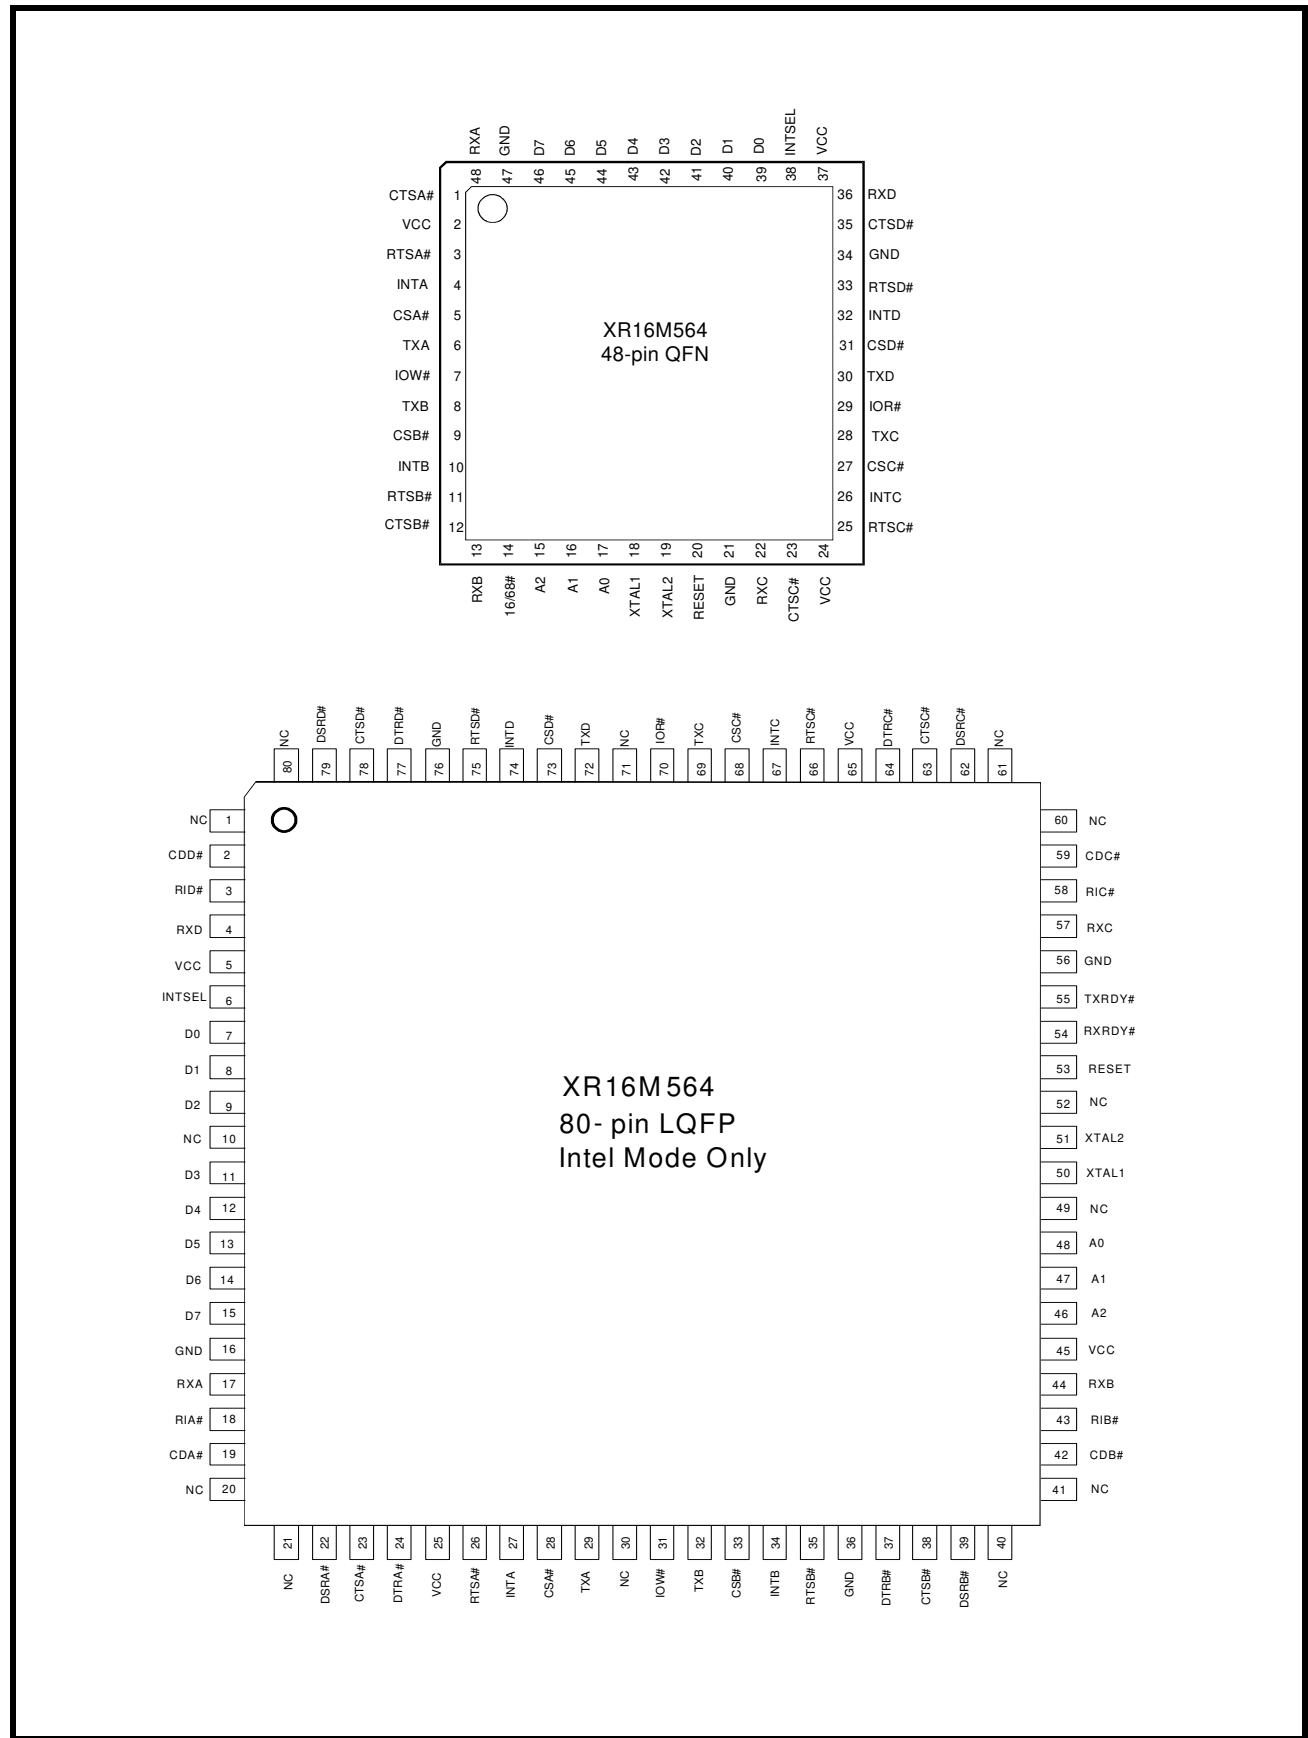 RXA GND D7 D6 D5 D4 D3 D2 D1 D0 INTSEL VCC
48 47 46 45 44 43 42 41 40 39 38 37
CTSA# 1 36 RXD
VCC 2 35 CTSD#
RTSA# 3 34 GND
INTA 4 33 RTSD#
CSA# 5 32 INTD
TXA 6 31 CSD#
IOW# 7 30 TXD
TXB 8 29 IOR#
CSB# 9 28 TXC
INTB 10 27 CSC#
RTSB# 11 26 INTC
CTSB# 12 25 RTSC#
XR16M564
48-pin QFN
13 14 15 16 17 18 19 20 21 22 23 24
RXB 16/68# A2 A1 A0 XTAL1 XTAL2 RESET GND RXC CTSC# VCC
NC DSRD# CTSD# DTRD# GND RTSD# INTD CSD# TXD NC IOR# TXC CSC# INTC RTSC# VCC DTRC# CTSC# DSRC# NC
80 79 78 77 76 75 74 73 72 71 70 69 68 67 66 65 64 63 62 61
NC 1 60 NC
CDD# 2 59 CDC#
RID# 3 58 RIC#
RXD 4 57 RXC
VCC 5 56 GND
INTSEL 6 55 TXRDY#
D0 7 54 RXRDY#
D1 8 53 RESET
D2 9 52 NC
NC 10 51 XTAL2
D3 11 50 XTAL1
D4 12 49 NC
D5 13 48 A0
D6 14 47 A1
D7 15 46 A2
GND 16 45 VCC
RXA 17 44 RXB
RIA# 18 43 RIB#
CDA# 19 42 CDB#
NC 20 41 NC
XR16M564
80- pin LQFP
Intel Mode Only
21 22 23 24 25 26 27 28 29 30 31 32 33 34 35 36 37 38 39 40
NC DSRA# CTSA# DTRA# VCC RTSA# INTA CSA# TXA NC IOW# TXB CSB# INTB RTSB# GND DTRB# CTSB# DSRB# NC